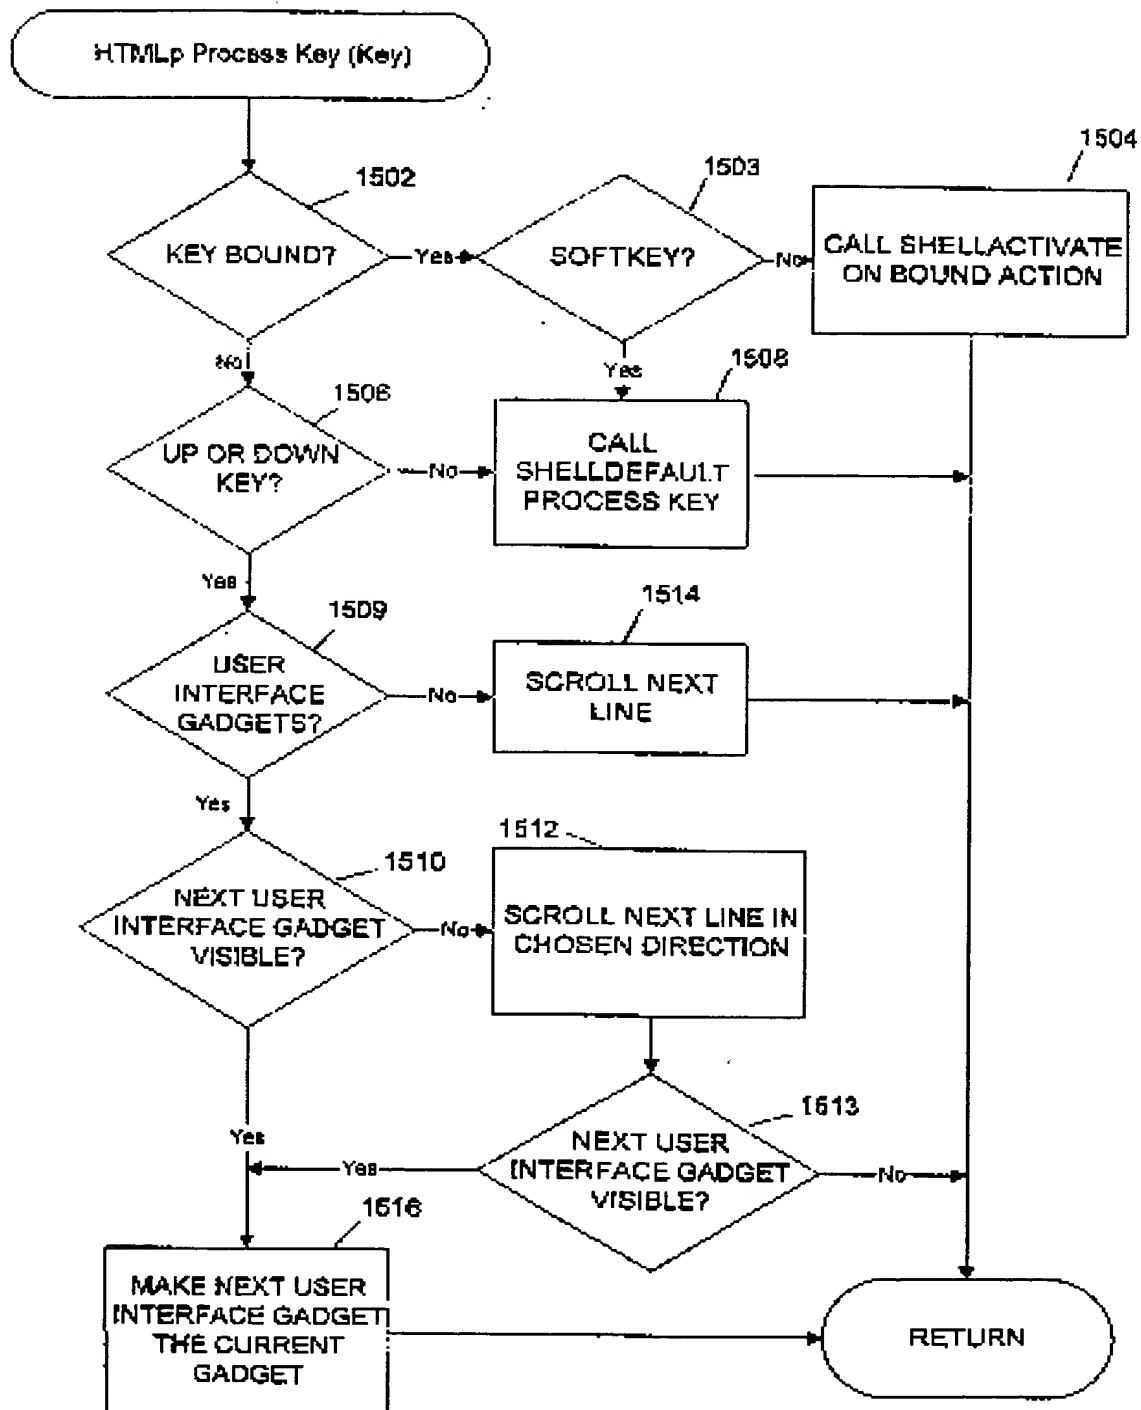 HTMLp Process Key (Key)
1502
1503
1504
KEY BOUND?
Yes
SOFTKEY?
No
CALL SHELLACTIVATE
ON BOUND ACTION
No
Yes
1506
1508
UP OR DOWN
KEY?
No
CALL
SHELLDEFAULT
PROCESS KEY
Yes
1509
1514
USER
INTERFACE
GADGETS?
No
SCROLL NEXT
LINE
Yes
1510
1512
NEXT USER
INTERFACE GADGET
VISIBLE?
No
SCROLL NEXT LINE IN
CHOSEN DIRECTION
1513
Yes
NEXT USER
INTERFACE GADGET
VISIBLE?
Yes
No
1516
MAKE NEXT USER
INTERFACE GADGET
THE CURRENT
GADGET
RETURN